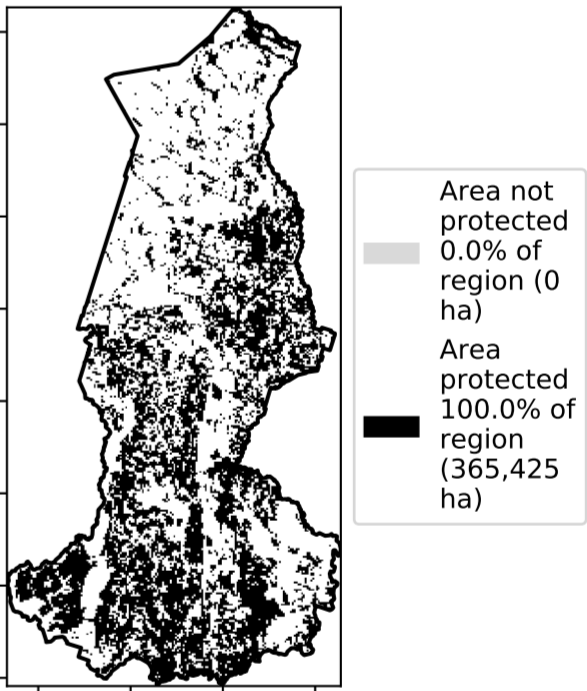 Area not
protected
0.0% of
region (0
ha)
Area
protected
100.0% of
region
(365,425
ha)